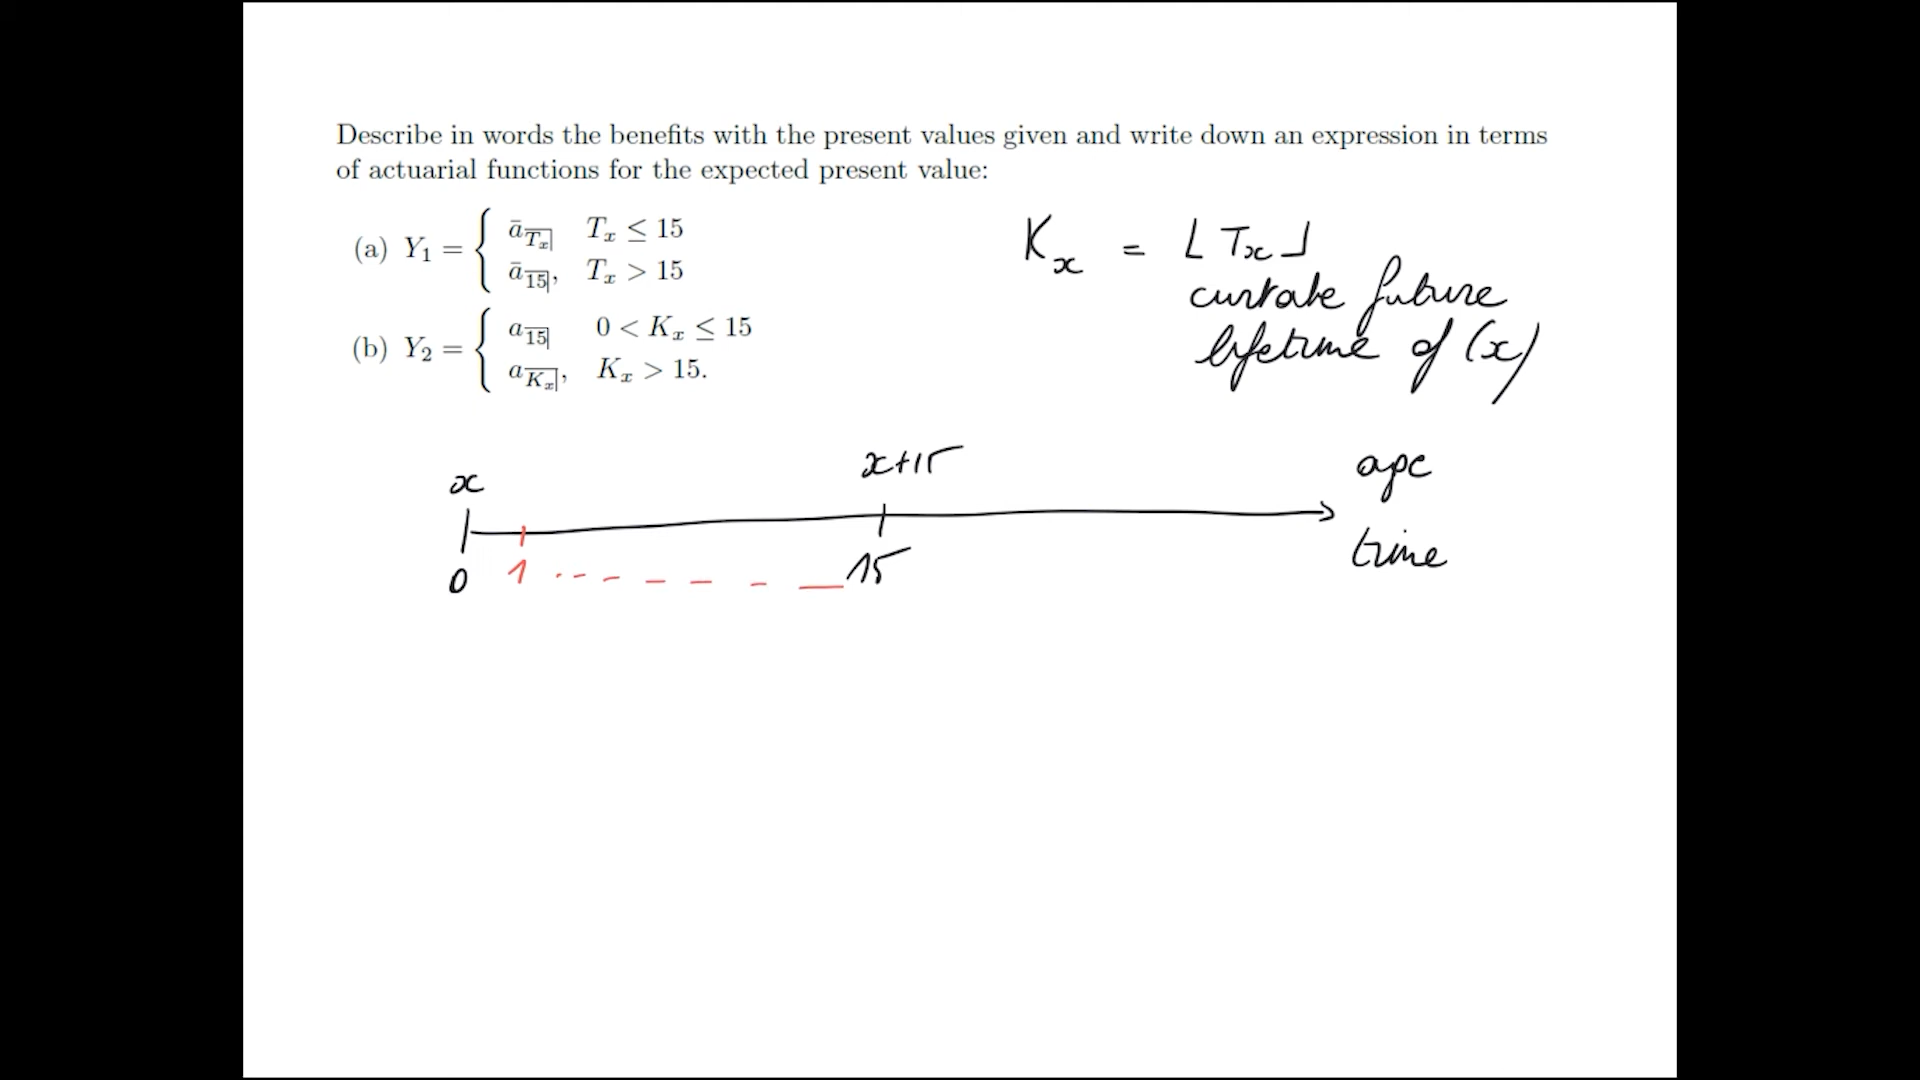 Describe in words the benefits with the present values given and write down an expression in terms
of actuarial functions for the expected present value:
(a) Y₁ = { ā_{T_x|} T_x ≤ 15
ā_{15|}, T_x > 15
(b) Y₂ = { a_{15|} 0 < K_x ≤ 15
a_{K_x|}, K_x > 15.
K_x = ⌊T_x⌋
curtate future
lifetime of (x)
x x+15 age
0 1 15 time